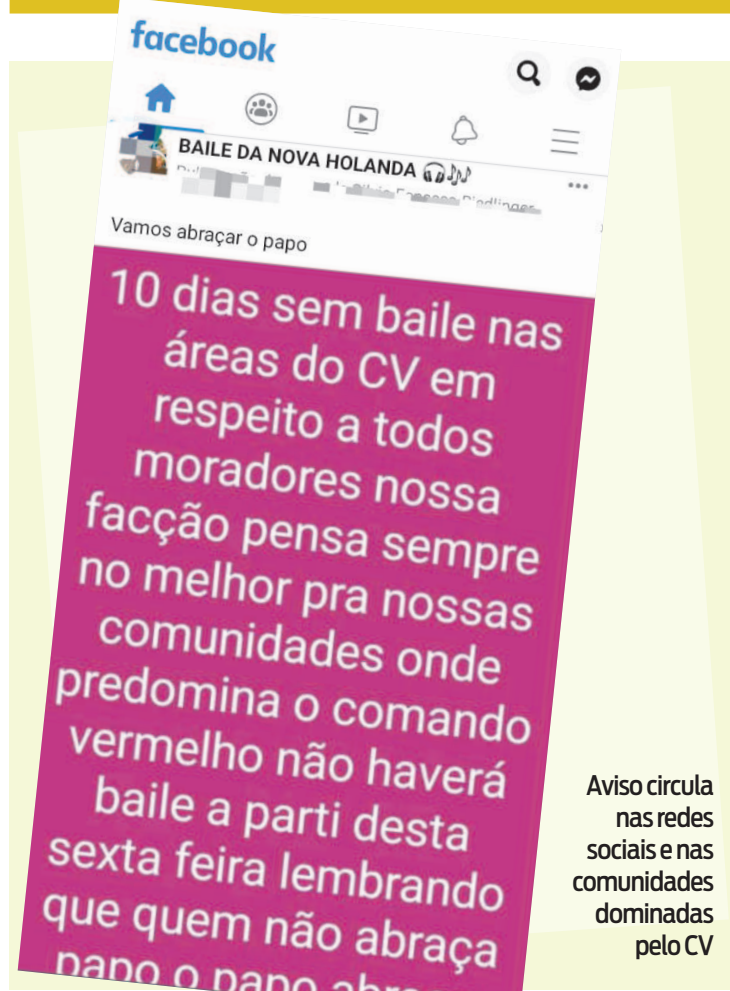 facebook
BAILE DA NOVA HOLANDA 🎧🎶
Vamos abraçar o papo
10 dias sem baile nas
áreas do CV em
respeito a todos
moradores nossa
facção pensa sempre
no melhor pra nossas
comunidades onde
predomina o comando
vermelho não haverá
baile a parti desta
sexta feira lembrando
que quem não abraça
papo o papo
Aviso circula
nas redes
sociais e nas
comunidades
dominadas
pelo CV